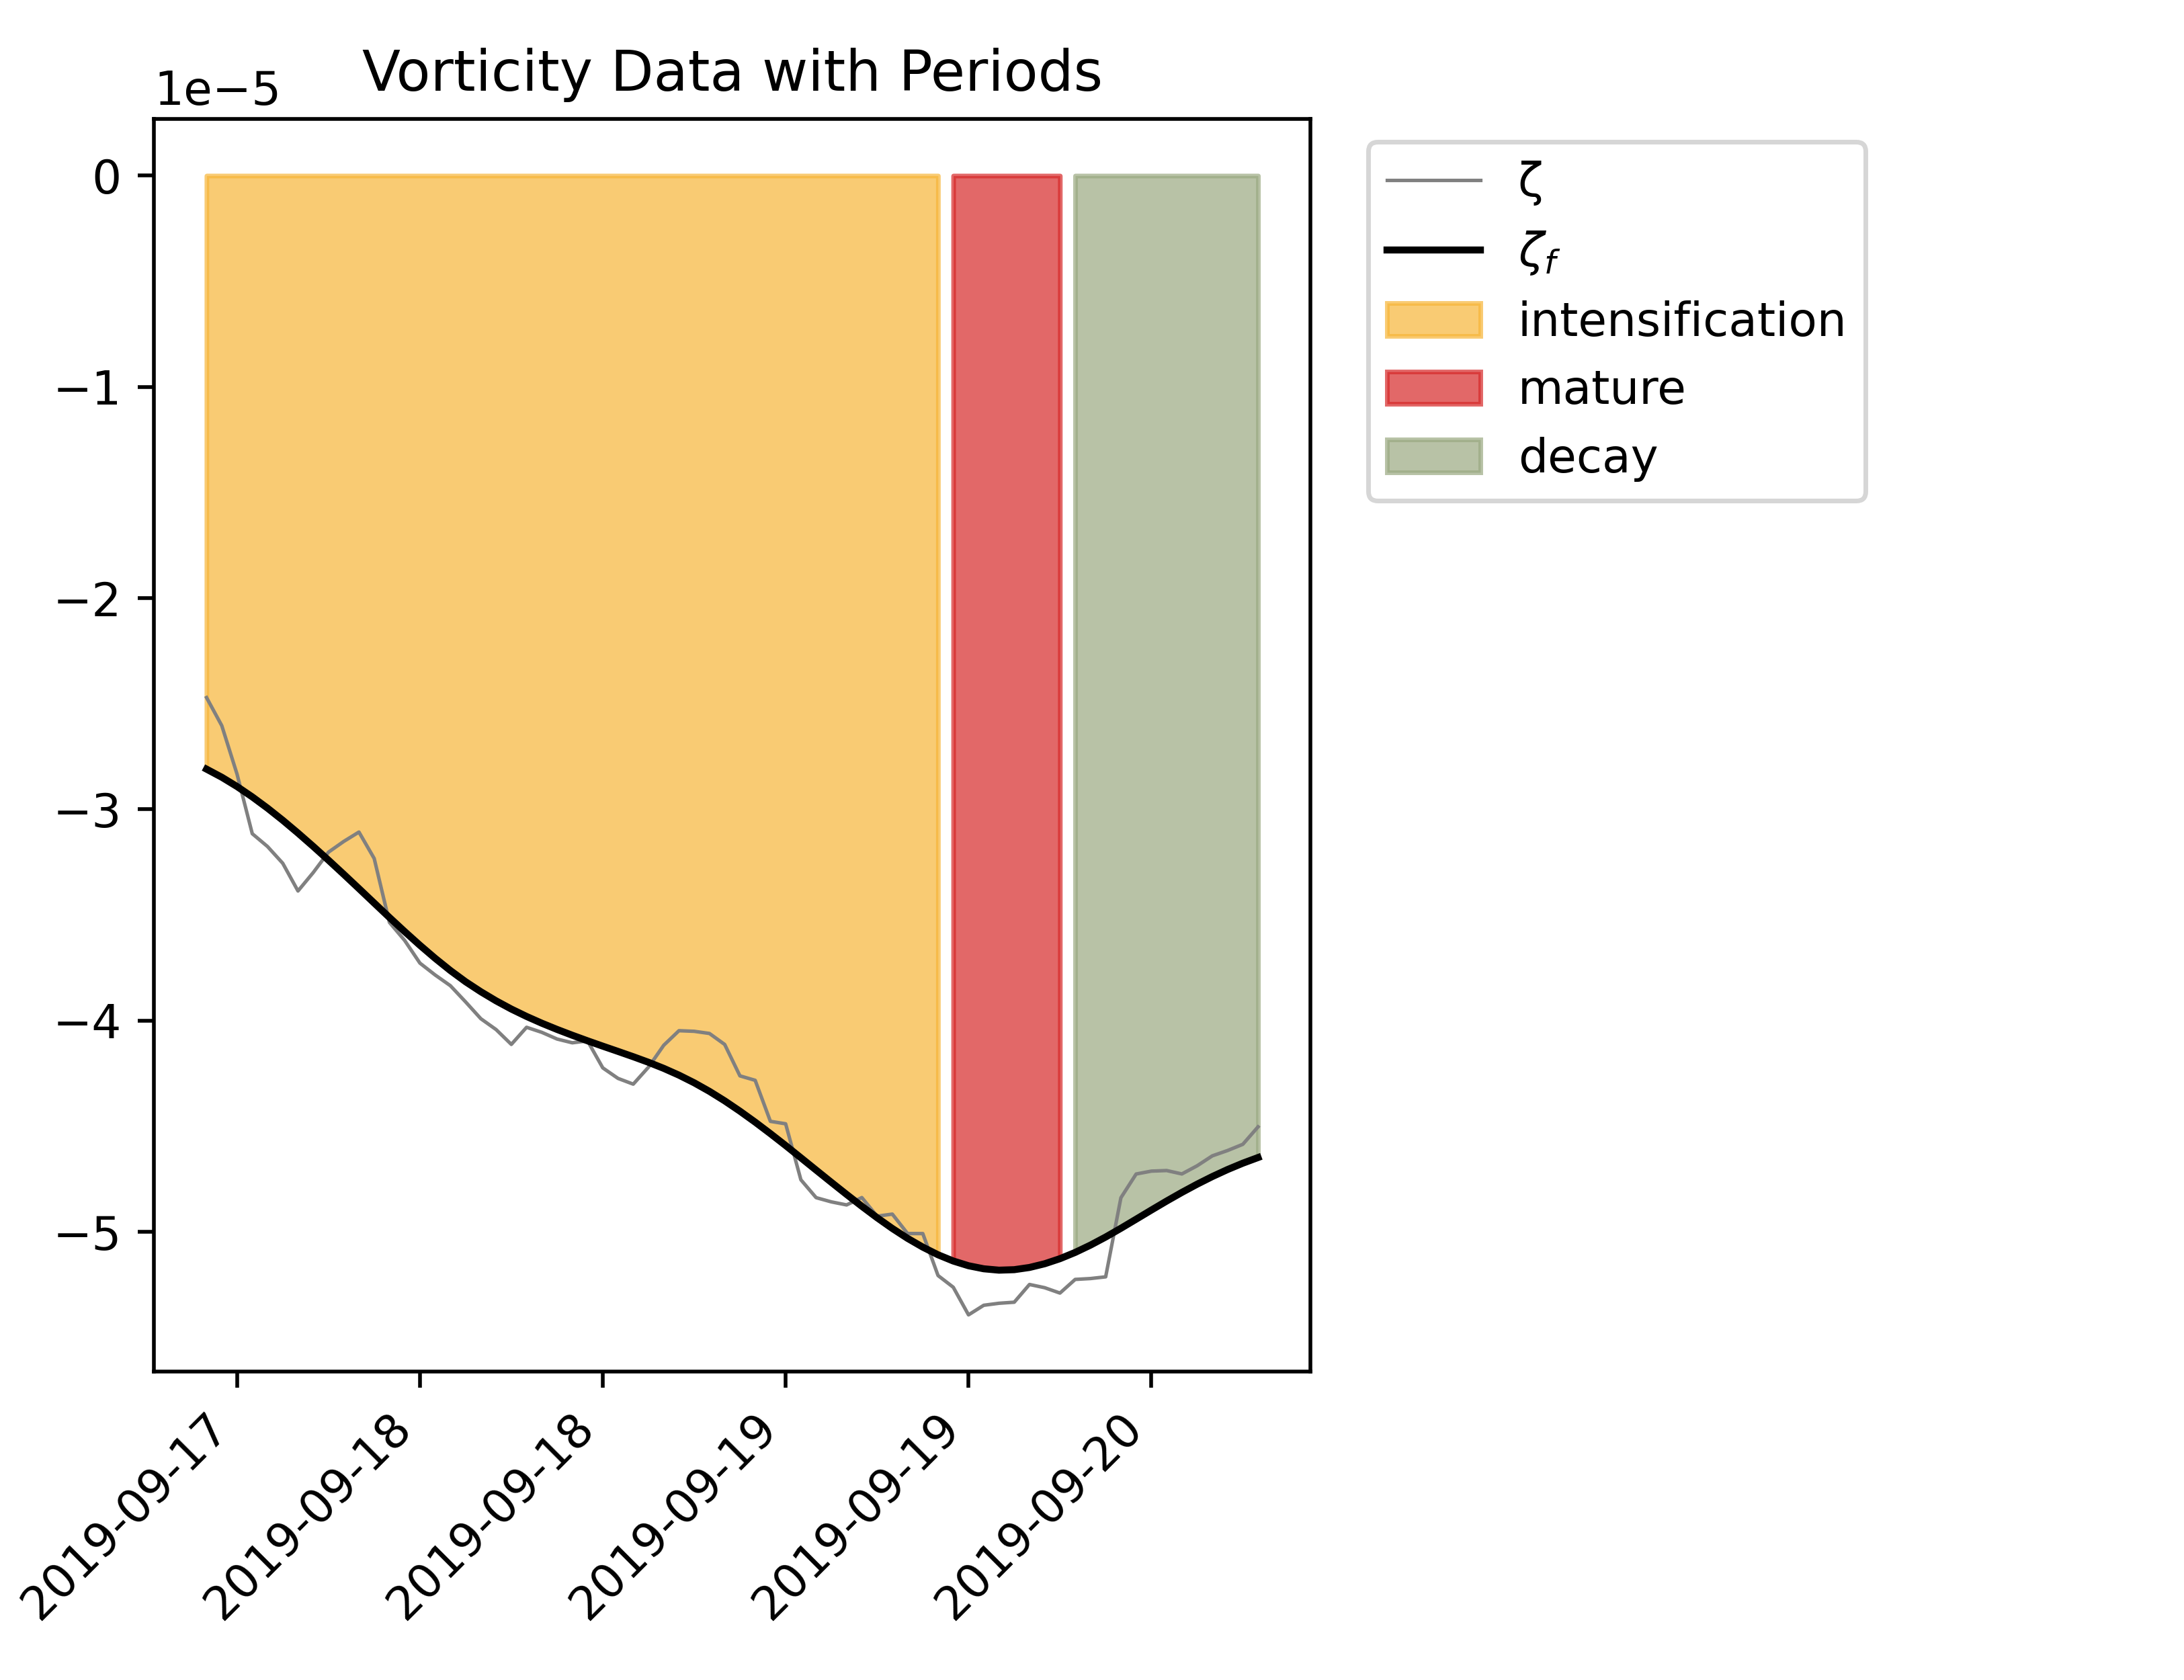 Vorticity Data with Periods
1e−5
0
−1
−2
−3
−4
−5
2019-09-17
2019-09-18
2019-09-18
2019-09-19
2019-09-19
2019-09-20
ζ
ζf
intensification
mature
decay